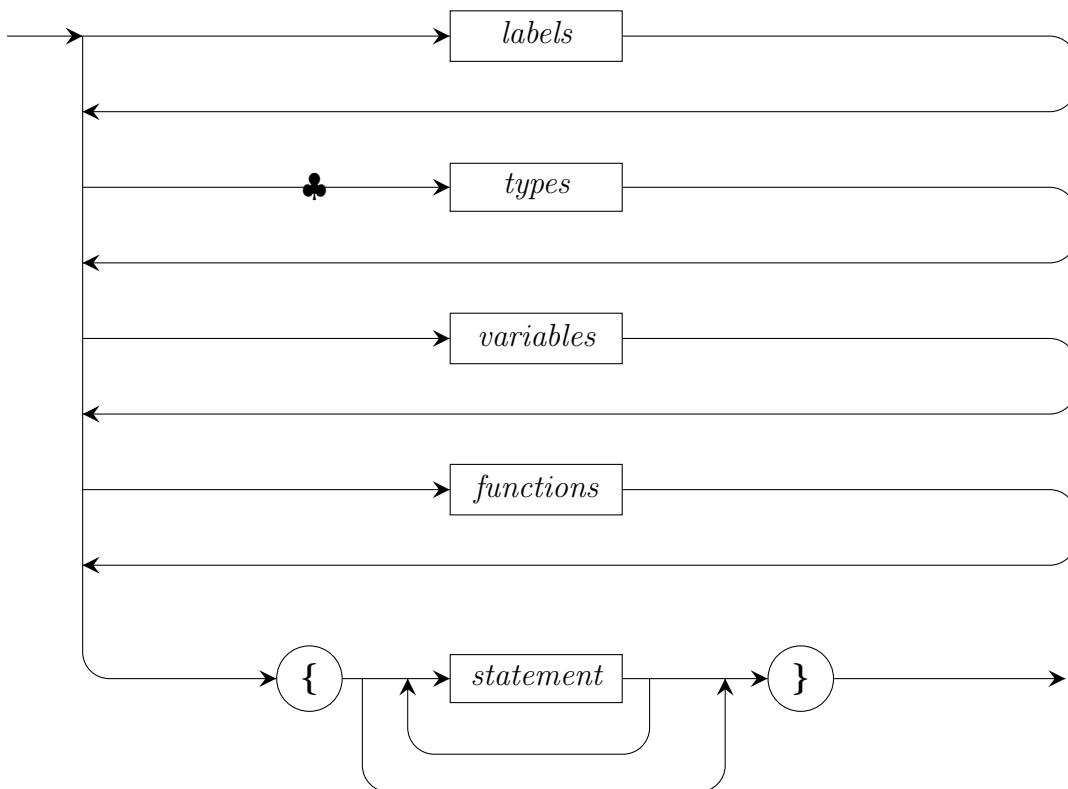 labels
♣ types
variables
functions
{ statement }